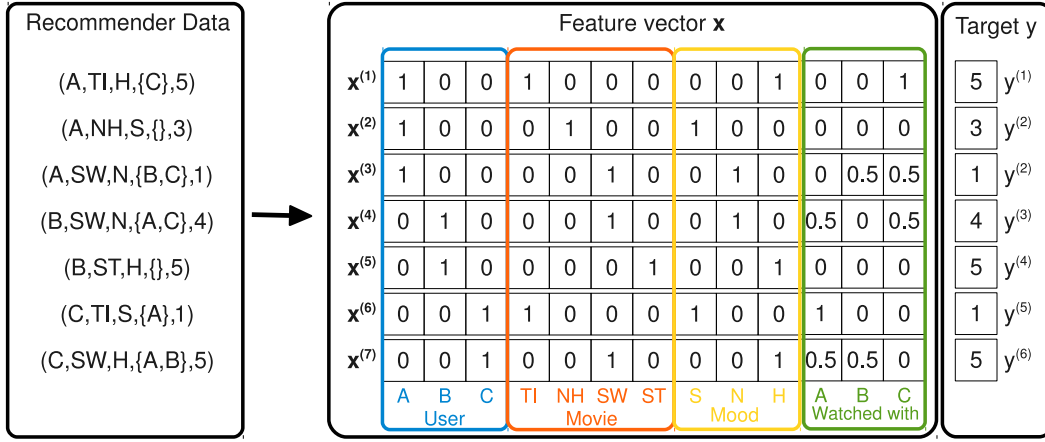 Recommender Data
(A,TI,H,{C},5)
(A,NH,S,{},3)
(A,SW,N,{B,C},1)
(B,SW,N,{A,C},4)
(B,ST,H,{},5)
(C,TI,S,{A},1)
(C,SW,H,{A,B},5)
Feature vector x
x(1) 1 0 0 1 0 0 0 0 0 1 0 0 1
x(2) 1 0 0 0 1 0 0 1 0 0 0 0 0
x(3) 1 0 0 0 0 1 0 0 1 0 0 0.5 0.5
x(4) 0 1 0 0 0 1 0 0 1 0 0.5 0 0.5
x(5) 0 1 0 0 0 0 1 0 0 1 0 0 0
x(6) 0 0 1 1 0 0 0 1 0 0 1 0 0
x(7) 0 0 1 0 0 1 0 0 0 1 0.5 0.5 0
A B C TI NH SW ST S N H A B C
User Movie Mood Watched with
Target y
5 y(1)
3 y(2)
1 y(2)
4 y(3)
5 y(4)
1 y(5)
5 y(6)